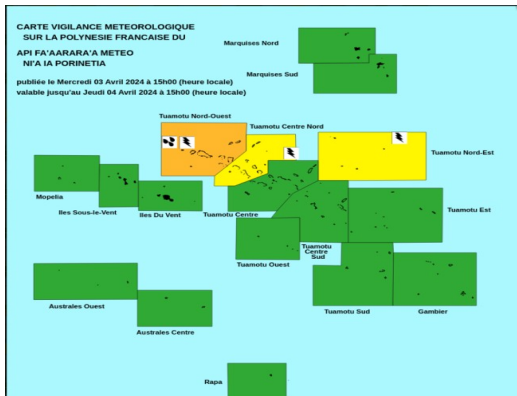 CARTE VIGILANCE METEOROLOGIQUE
SUR LA POLYNESIE FRANCAISE DU
API FA'AARARA'A METEO
NI'A IA PORINETIA
publiée le Mercredi 03 Avril 2024 à 15h00 (heure locale)
valable jusqu'au Jeudi 04 Avril 2024 à 15h00 (heure locale)
Marquises Nord
Marquises Sud
Tuamotu Nord-Ouest
Tuamotu Centre Nord
Tuamotu Nord-Est
Mopelia
Iles Sous-le-Vent
Iles Du Vent
Tuamotu Centre
Tuamotu Est
Tuamotu Ouest
Tuamotu
Centre
Sud
Australes Ouest
Australes Centre
Tuamotu Sud
Gambier
Rapa